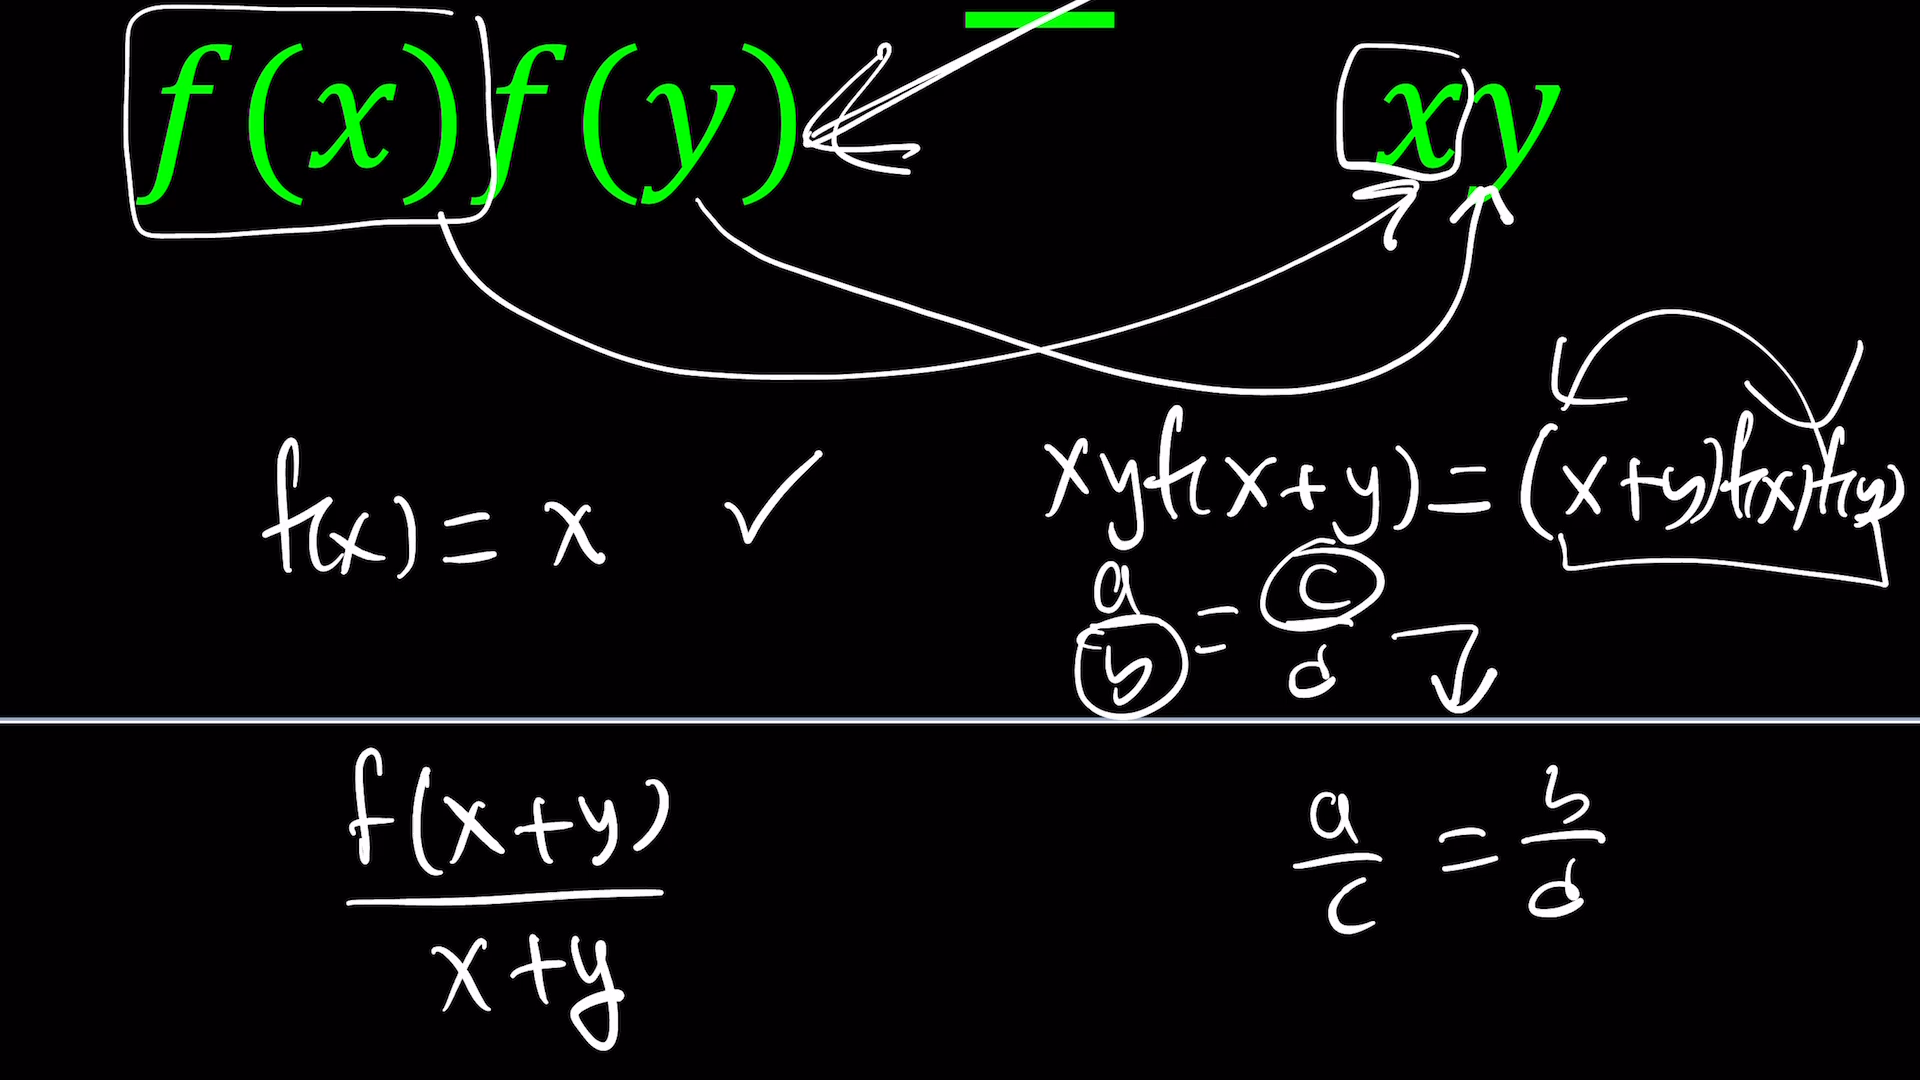 f(x)f(y) xy
f(x) = x ✓
xyf(x+y) = (x+y)f(x)f(y)
a/b = c/d
f(x+y)/x+y
a/c = b/d